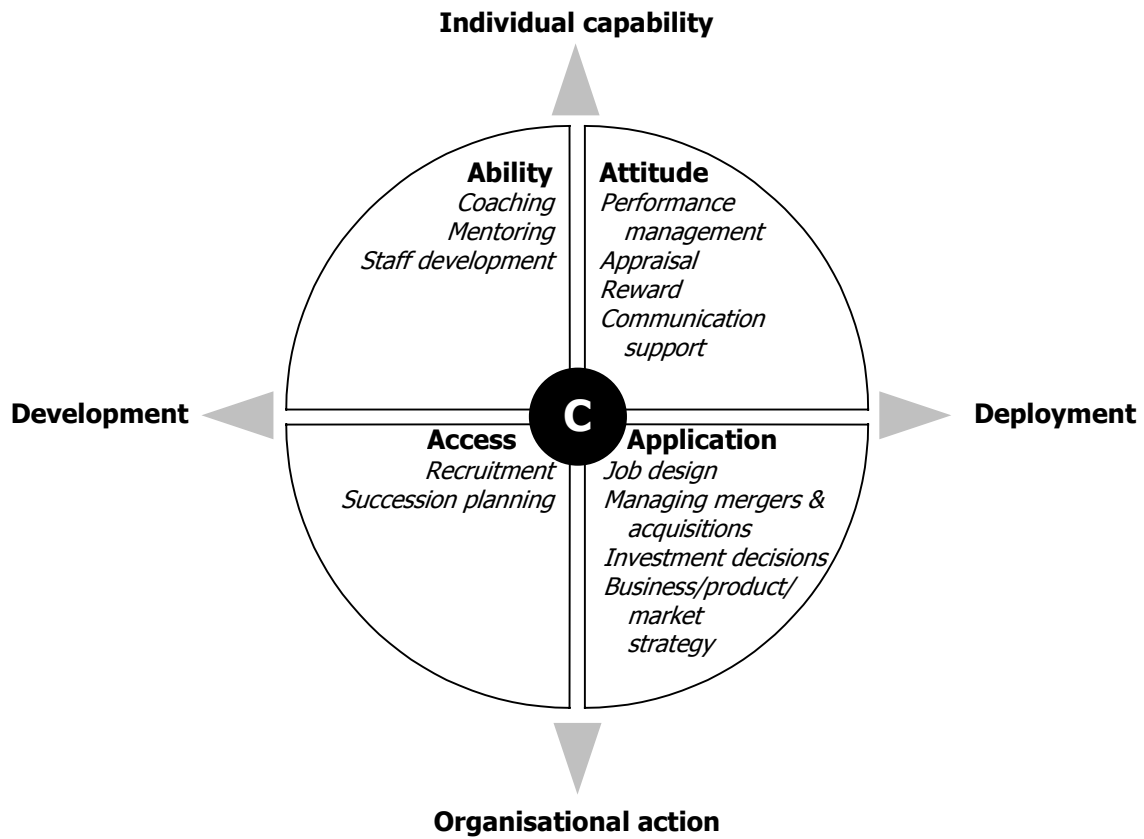 Individual capability
Ability
Coaching
Mentoring
Staff development
Attitude
Performance
management
Appraisal
Reward
Communication
support
Development
C
Deployment
Access
Recruitment
Succession planning
Application
Job design
Managing mergers &
acquisitions
Investment decisions
Business/product/
market
strategy
Organisational action